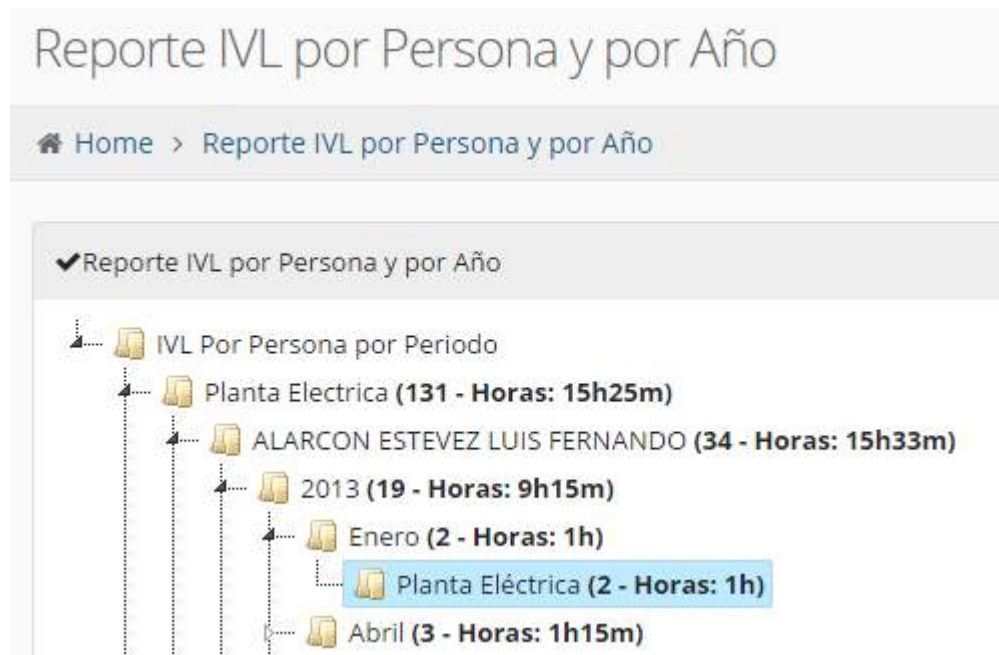 Reporte IVL por Persona y por Año
Home > Reporte IVL por Persona y por Año
✔Reporte IVL por Persona y por Año
IVL Por Persona por Periodo
Planta Electrica (131 - Horas: 15h25m)
ALARCON ESTEVEZ LUIS FERNANDO (34 - Horas: 15h33m)
2013 (19 - Horas: 9h15m)
Enero (2 - Horas: 1h)
Planta Eléctrica (2 - Horas: 1h)
Abril (3 - Horas: 1h15m)